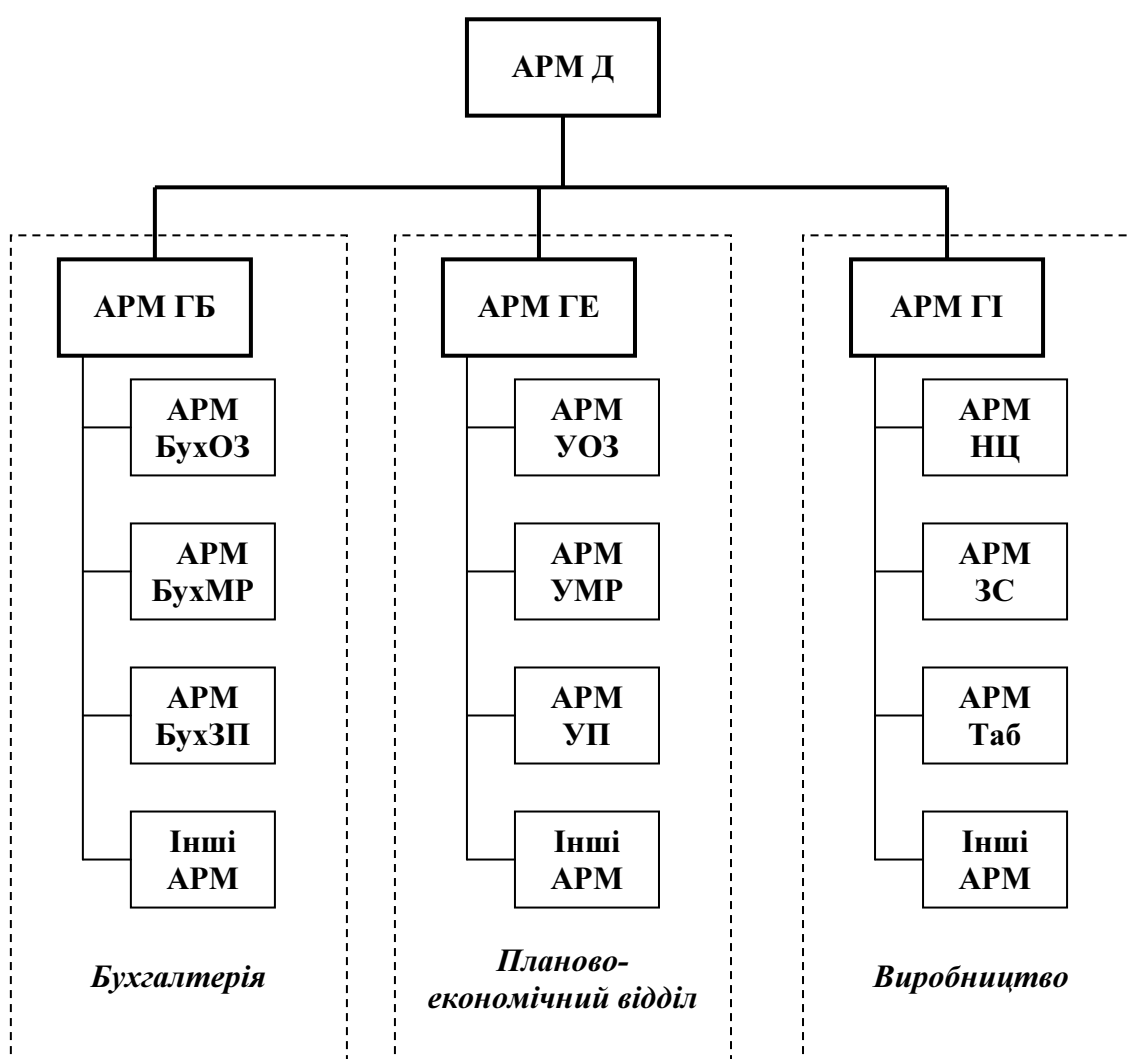 АРМ Д
АРМ ГБ
АРМ ГЕ
АРМ ГІ
АРМ
БухОЗ
АРМ
УОЗ
АРМ
НЦ
АРМ
БухМР
АРМ
УМР
АРМ
ЗС
АРМ
БухЗП
АРМ
УП
АРМ
Таб
Інші
АРМ
Інші
АРМ
Інші
АРМ
Бухгалтерія
Планово-
економічний відділ
Виробництво